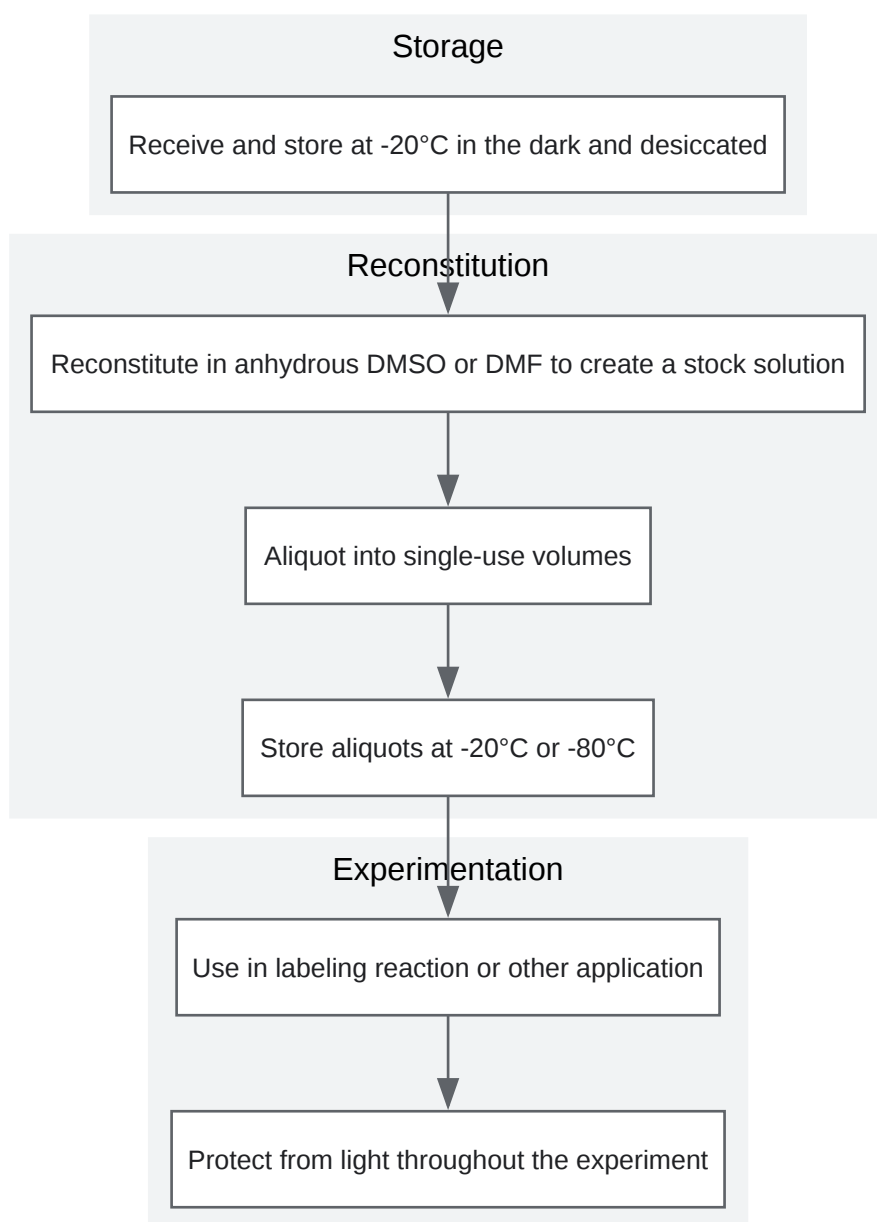 Storage
Receive and store at -20°C in the dark and desiccated
Reconstitution
Reconstitute in anhydrous DMSO or DMF to create a stock solution
Aliquot into single-use volumes
Store aliquots at -20°C or -80°C
Experimentation
Use in labeling reaction or other application
Protect from light throughout the experiment